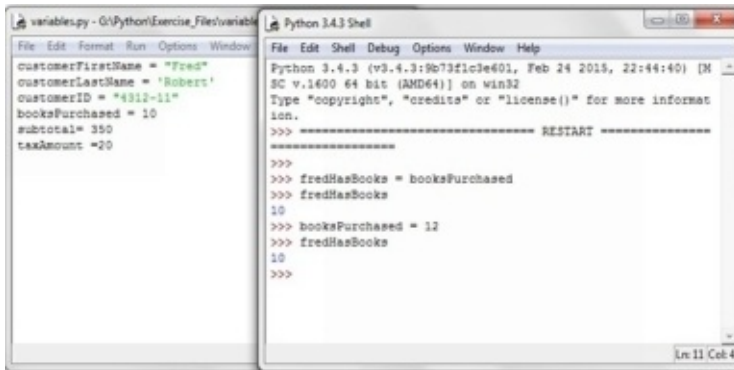 variables.py - G:\Python\Exercise_Files\variable
File Edit Format Run Options Window
customerFirstName = "Fred"
customerLastName = 'Robert'
customerID = "4312-11"
booksPurchased = 10
subtotal= 350
taxAmount =20
Python 3.4.3 Shell
File Edit Shell Debug Options Window Help
Python 3.4.3 (v3.4.3:9b73f1c3e601, Feb 24 2015, 22:44:40) [M
SC v.1600 64 bit (AMD64)] on win32
Type "copyright", "credits" or "license()" for more informat
ion.
>>> ================================ RESTART ===============
=================
>>>
>>> fredHasBooks = booksPurchased
>>> fredHasBooks
10
>>> booksPurchased = 12
>>> fredHasBooks
10
>>>
Ln: 11 Col: 4